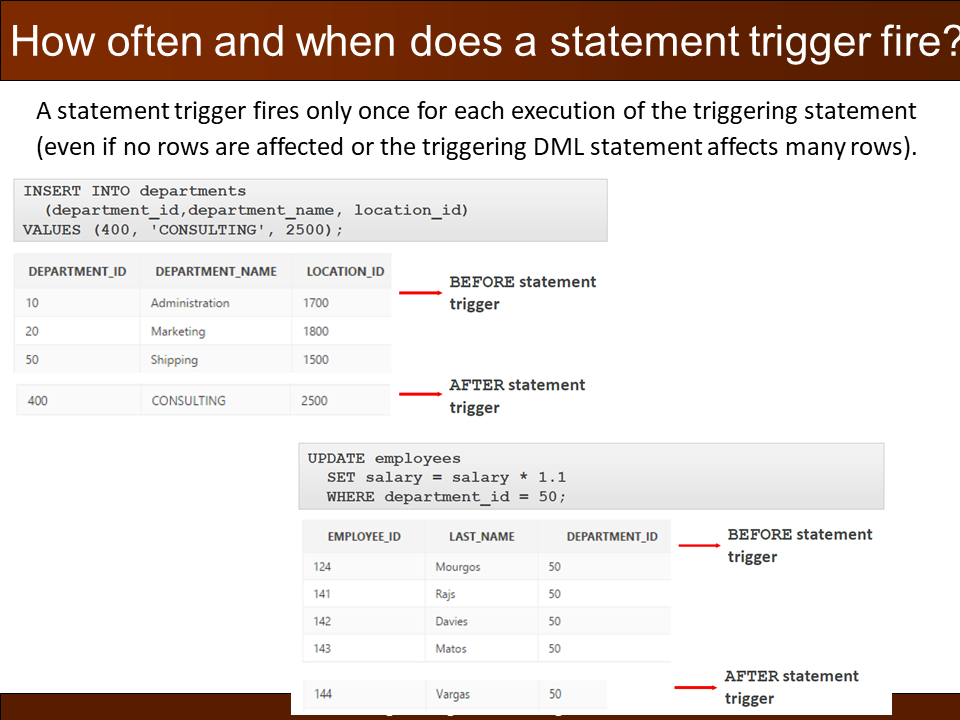 How often and when does a statement trigger fire?
A statement trigger fires only once for each execution of the triggering statement
(even if no rows are affected or the triggering DML statement affects many rows).
INSERT INTO departments
(department_id,department_name, location_id)
VALUES (400, 'CONSULTING', 2500);
DEPARTMENT_ID DEPARTMENT_NAME LOCATION_ID
10 Administration 1700
20 Marketing 1800
50 Shipping 1500
400 CONSULTING 2500
BEFORE statement
trigger
AFTER statement
trigger
UPDATE employees
SET salary = salary * 1.1
WHERE department_id = 50;
EMPLOYEE_ID LAST_NAME DEPARTMENT_ID
124 Mourgos 50
141 Rajs 50
142 Davies 50
143 Matos 50
144 Vargas 50
BEFORE statement
trigger
AFTER statement
trigger